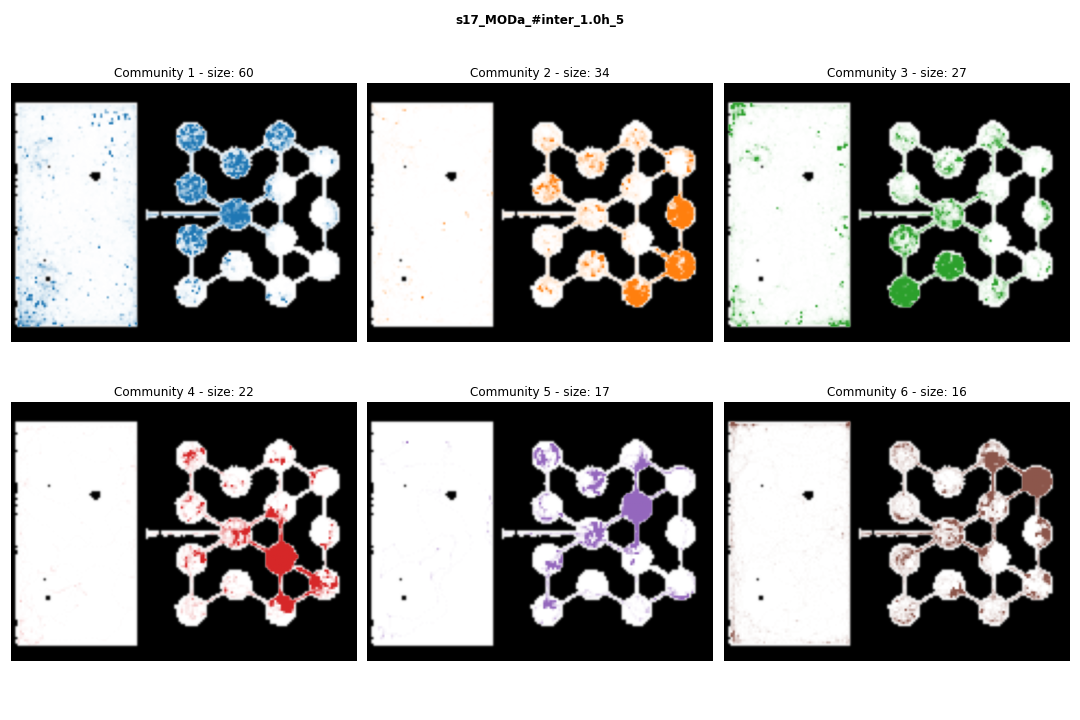 s17_MODa_#inter_1.0h_5
Community 1 - size: 60
Community 2 - size: 34
Community 3 - size: 27
Community 4 - size: 22
Community 5 - size: 17
Community 6 - size: 16